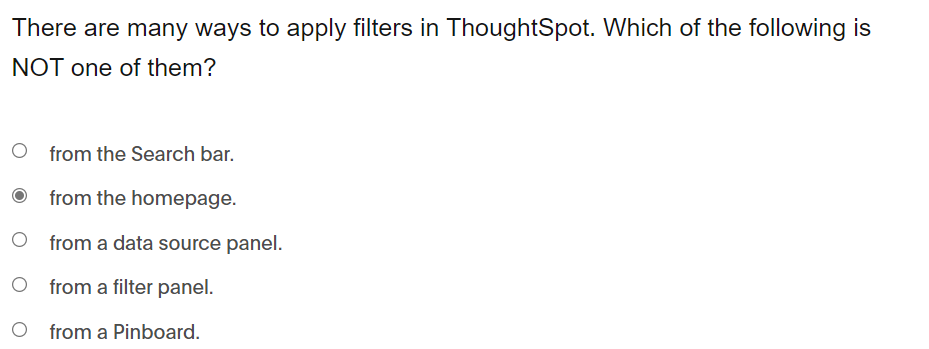 There are many ways to apply filters in ThoughtSpot. Which of the following is
NOT one of them?
from the Search bar.
from the homepage.
from a data source panel.
from a filter panel.
from a Pinboard.